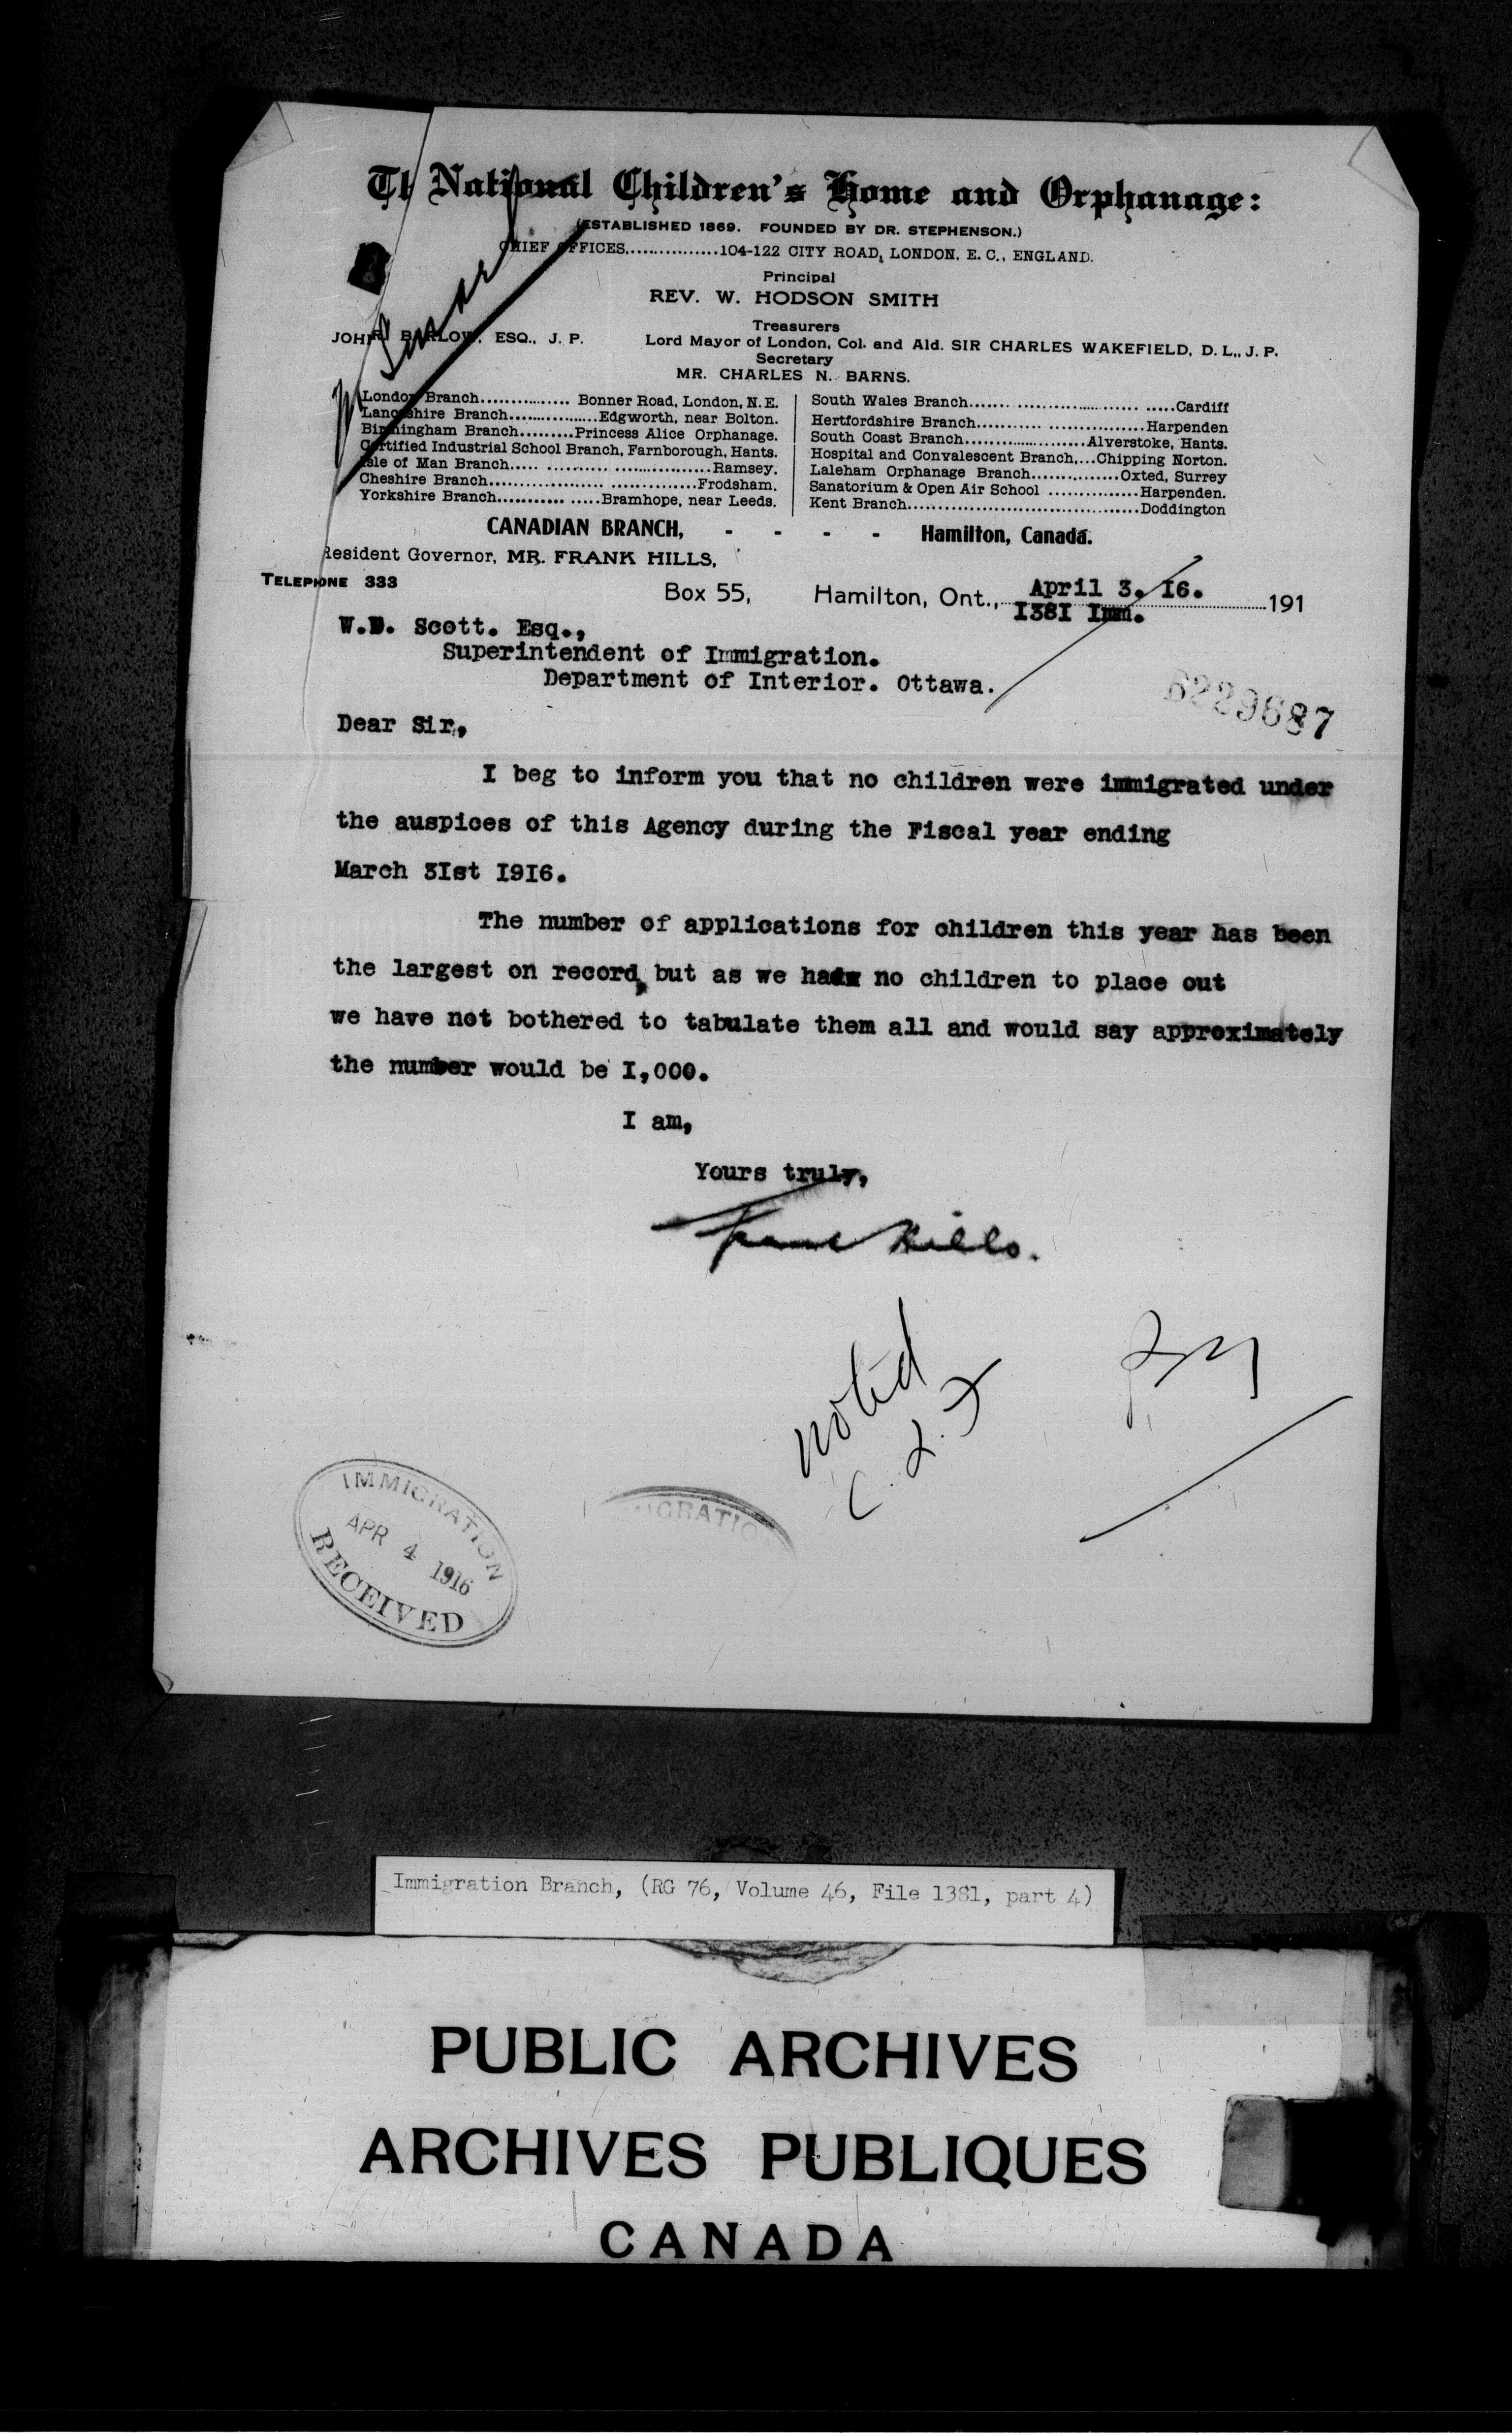 Th National Children's Home and Orphanage:
(ESTABLISHED 1869. FOUNDED BY DR. STEPHENSON.)
CHIEF OFFICES...............104-122 CITY ROAD, LONDON, E. C., ENGLAND.
Principal
REV. W. HODSON SMITH
Treasurers
JOHN R. BARLOW, ESQ., J. P. Lord Mayor of London, Col. and Ald. SIR CHARLES WAKEFIELD, D. L., J. P.
Secretary
MR. CHARLES N. BARNS.
London Branch............... Bonner Road, London, N. E.
Lancashire Branch...............Edgworth, near Bolton.
Birmingham Branch.........Princess Alice Orphanage.
Certified Industrial School Branch, Farnborough, Hants.
Isle of Man Branch..... .......... ................Ramsey.
Cheshire Branch................... ..............Frodsham.
Yorkshire Branch........... .....Bramhope, near Leeds.
South Wales Branch....... .................... .....Cardiff
Hertfordshire Branch........... ................Harpenden
South Coast Branch....................Alverstoke, Hants.
Hospital and Convalescent Branch,...Chipping Norton.
Laleham Orphanage Branch...............Oxted, Surrey
Sanatorium & Open Air School ...............Harpenden.
Kent Branch......................................Doddington
CANADIAN BRANCH, - - - - Hamilton, Canada.
Resident Governor, MR. FRANK HILLS,
TELEPHONE 333
Box 55, Hamilton, Ont., April 3. 16. 191
1381 Imm.
W.D. Scott. Esq.,
Superintendent of Immigration.
Department of Interior. Ottawa.
6229687
Dear Sir,
I beg to inform you that no children were immigrated under
the auspices of this Agency during the Fiscal year ending
March 31st 1916.
The number of applications for children this year has been
the largest on record, but as we had no children to place out
we have not bothered to tabulate them all and would say approximately
the number would be 1,000.
I am,
Yours truly,
Frank Hills.
noted
IMMIGRATION
APR 4 1916
RECEIVED
IGRATIO
Immigration Branch, (RG 76, Volume 46, File 1381, part 4)
PUBLIC ARCHIVES
ARCHIVES PUBLIQUES
CANADA